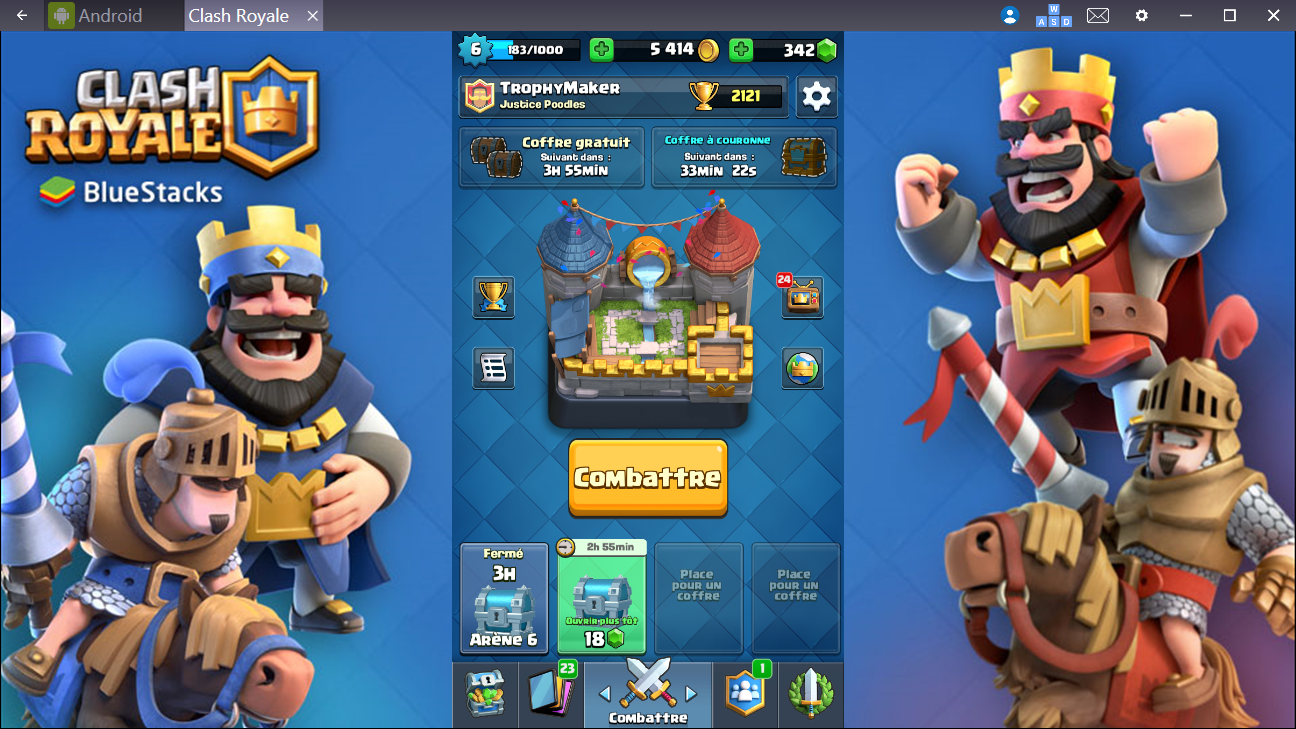 Android
Clash Royale
W
A S D
6
183/1000
5 414
342
TrophyMaker
Justice Poodles
2121
Coffre gratuit
Suivant dans :
3h 55min
Coffre à couronne
Suivant dans :
33min 22s
CLASH
ROYALE
BlueStacks
24
Combattre
Fermé
3h
Arène 6
2h 55min
Ouvrir plus tôt
18
Place
pour un
coffre
Place
pour un
coffre
23
1
Combattre